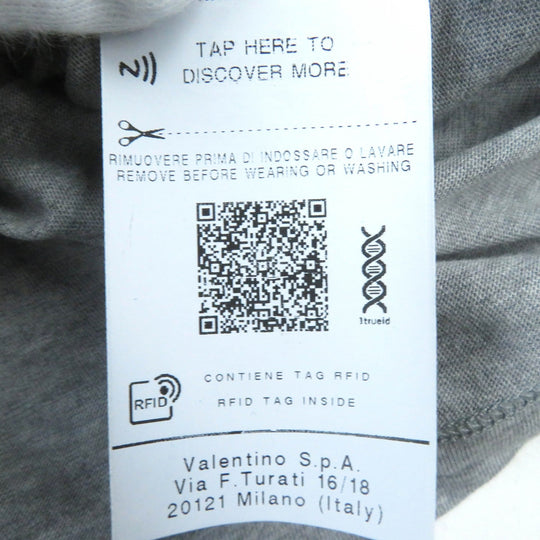 TAP HERE TO
DISCOVER MORE
RIMUOVERE PRIMA DI INDOSSARE O LAVARE
REMOVE BEFORE WEARING OR WASHING
1trueid
CONTIENE TAG RFID
RFID
RFID TAG INSIDE
Valentino S.p.A.
Via F.Turati 16/18
20121 Milano (Italy)